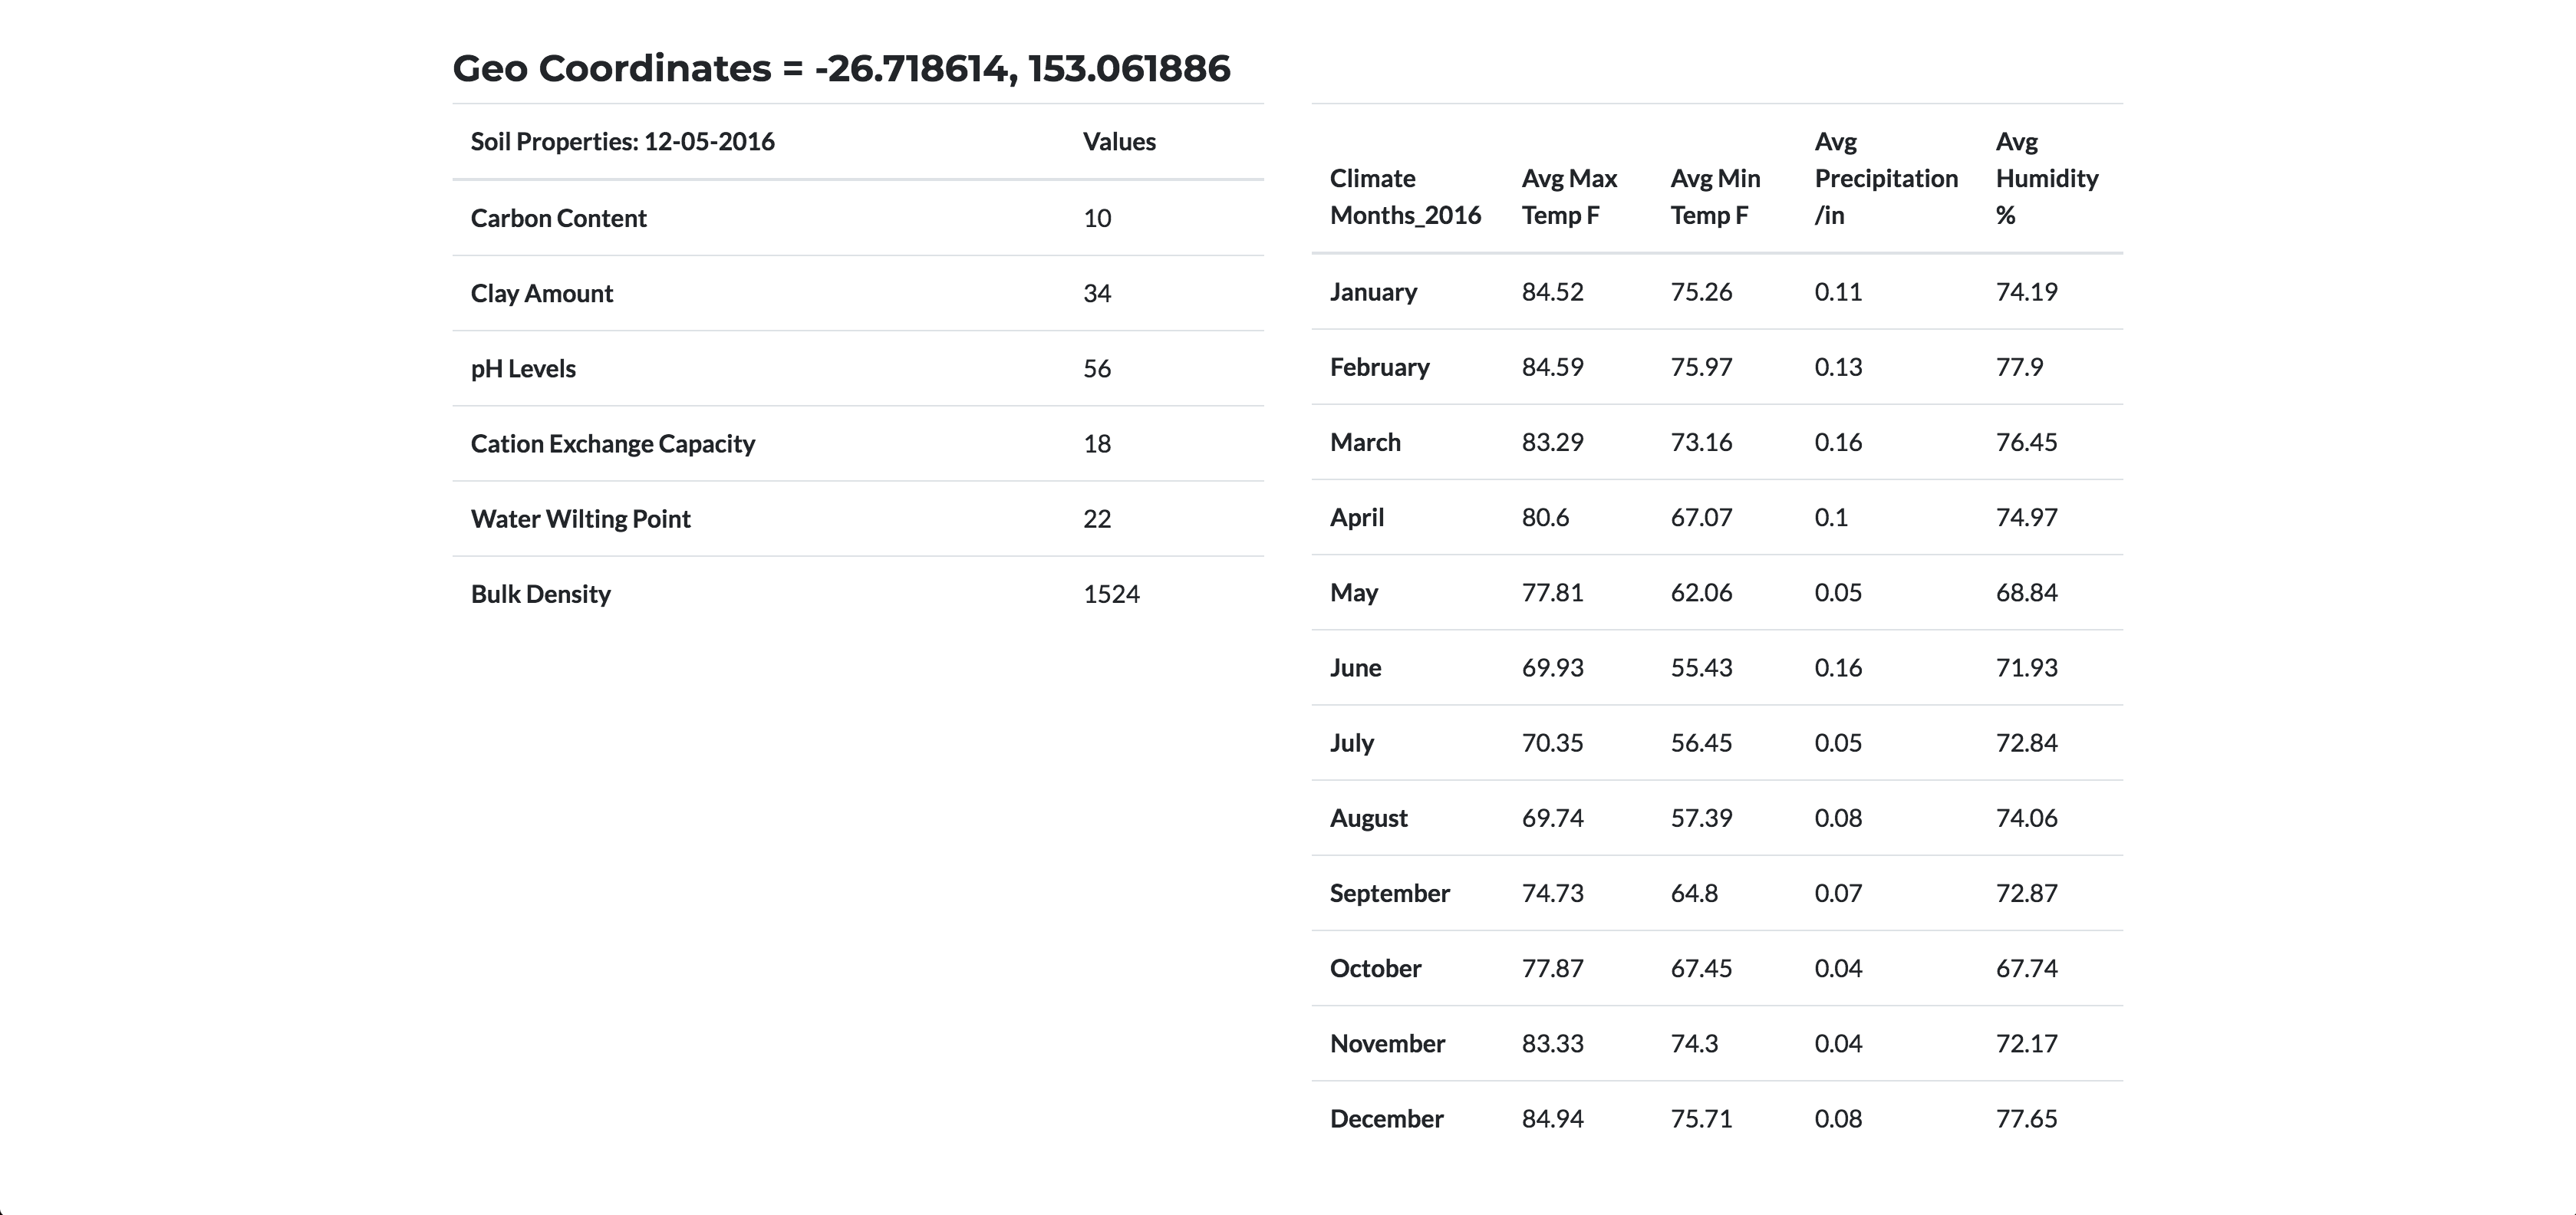 Geo Coordinates = -26.718614, 153.061886
Soil Properties: 12-05-2016 Values
Carbon Content 10
Clay Amount 34
pH Levels 56
Cation Exchange Capacity 18
Water Wilting Point 22
Bulk Density 1524
Avg Avg
Climate Avg Max Avg Min Precipitation Humidity
Months_2016 Temp F Temp F /in %
January 84.52 75.26 0.11 74.19
February 84.59 75.97 0.13 77.9
March 83.29 73.16 0.16 76.45
April 80.6 67.07 0.1 74.97
May 77.81 62.06 0.05 68.84
June 69.93 55.43 0.16 71.93
July 70.35 56.45 0.05 72.84
August 69.74 57.39 0.08 74.06
September 74.73 64.8 0.07 72.87
October 77.87 67.45 0.04 67.74
November 83.33 74.3 0.04 72.17
December 84.94 75.71 0.08 77.65